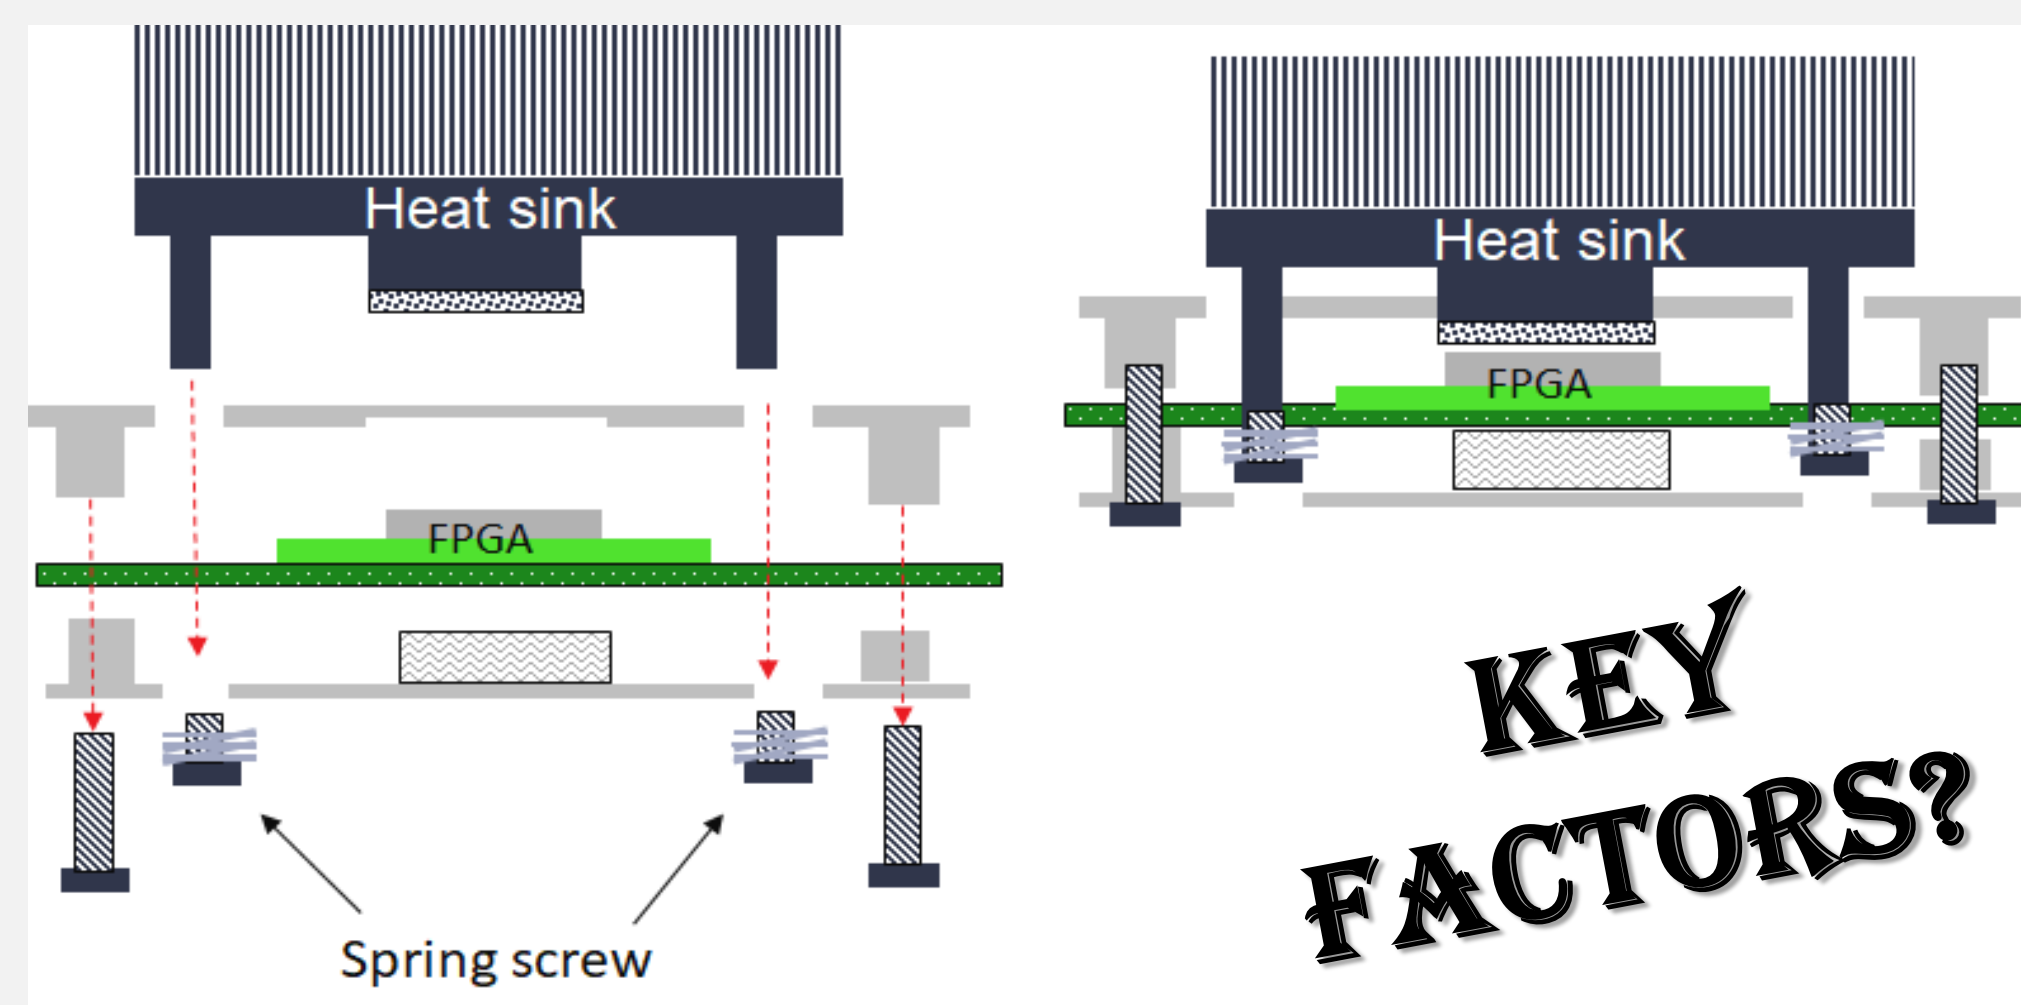 Heat sink
FPGA
Spring screw
Heat sink
FPGA
KEY
FACTORS?